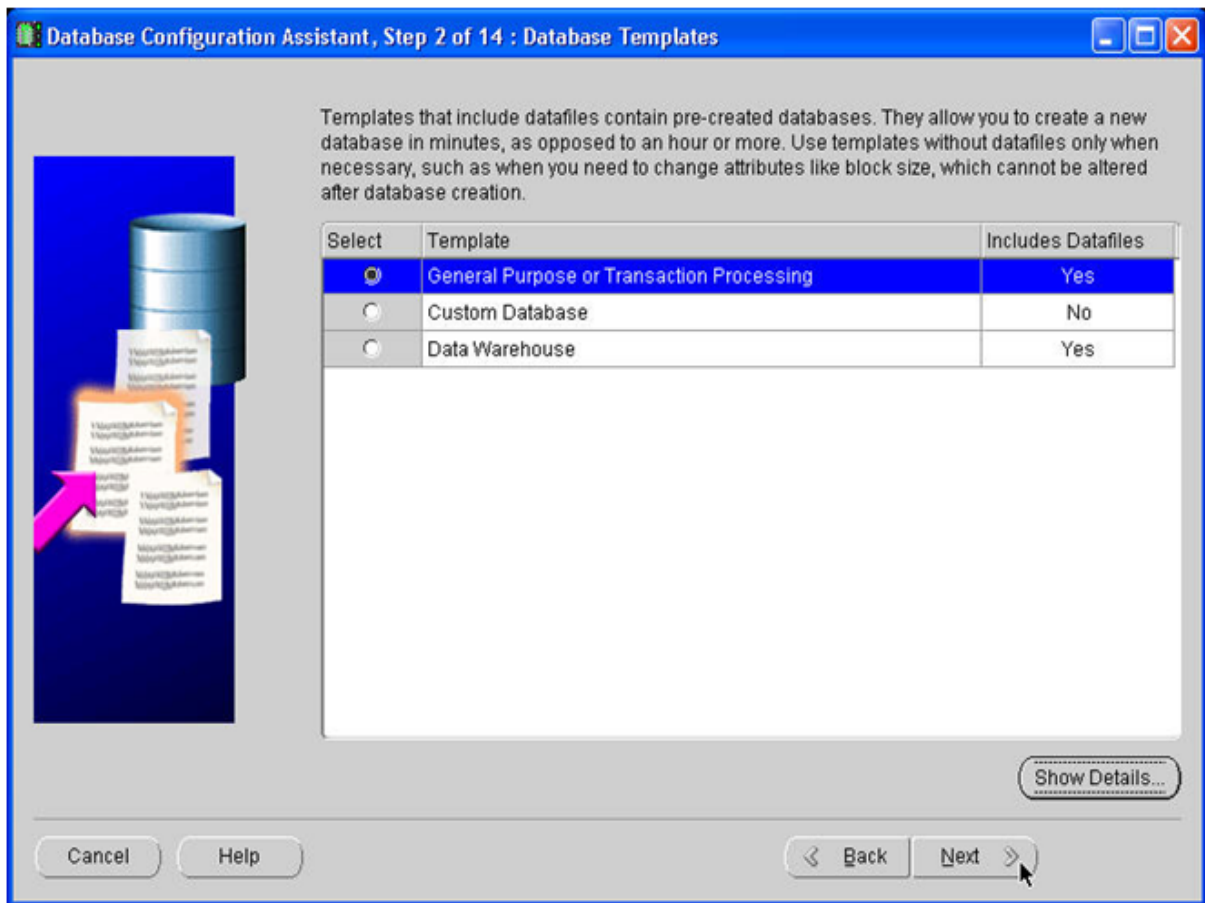 Database Configuration Assistant, Step 2 of 14 : Database Templates
Templates that include datafiles contain pre-created databases. They allow you to create a new
database in minutes, as opposed to an hour or more. Use templates without datafiles only when
necessary, such as when you need to change attributes like block size, which cannot be altered
after database creation.
Select Template Includes Datafiles
General Purpose or Transaction Processing Yes
Custom Database No
Data Warehouse Yes
Show Details...
Cancel Help Back Next